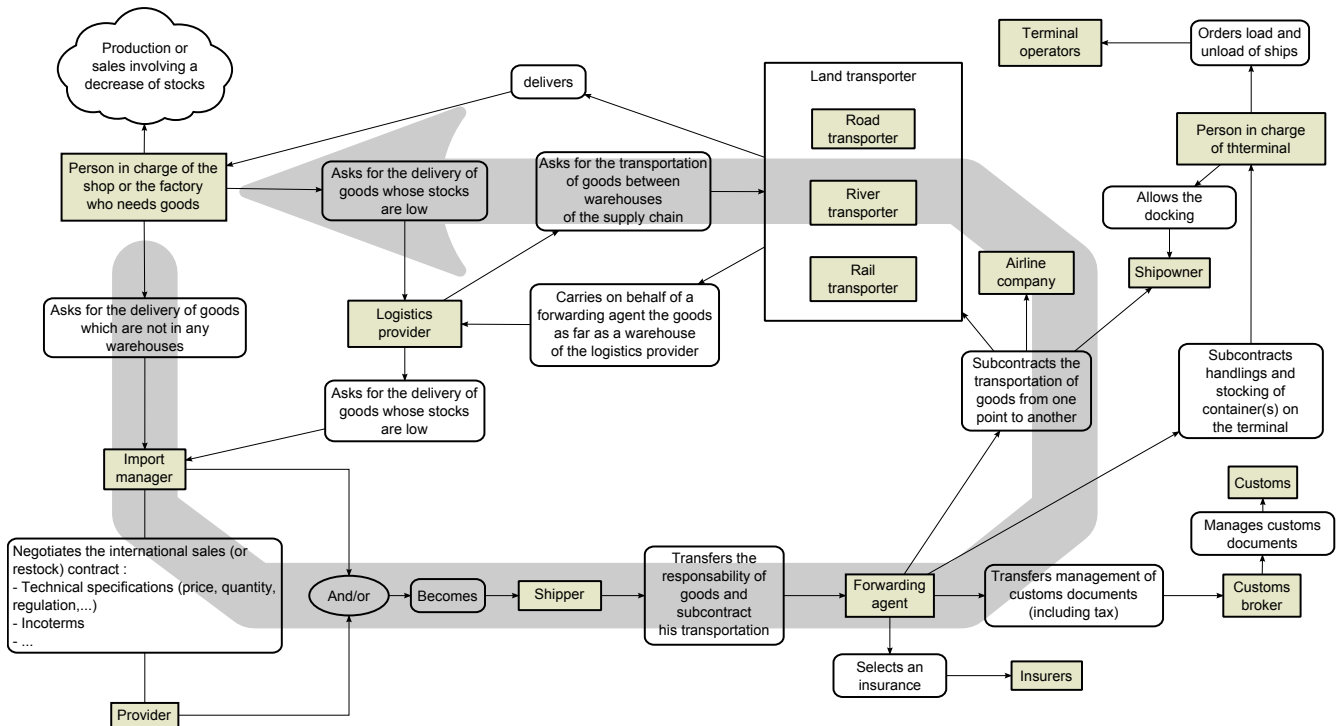 Production or
sales involving a
decrease of stocks
delivers
Land transporter
Road
transporter
River
transporter
Rail
transporter
Terminal
operators
Orders load and
unload of ships
Person in charge of the
shop or the factory
who needs goods
Asks for the delivery of
goods whose stocks
are low
Asks for the transportation
of goods between
warehouses
of the supply chain
Person in charge
of thterminal
Allows the
docking
Airline
company
Shipowner
Asks for the delivery of goods
which are not in any
warehouses
Logistics
provider
Carries on behalf of a
forwarding agent the goods
as far as a warehouse
of the logistics provider
Subcontracts the
transportation of
goods from one
point to another
Subcontracts
handlings and
stocking of
container(s) on
the terminal
Asks for the delivery of
goods whose stocks
are low
Import
manager
Customs
Manages customs
documents
Negotiates the international sales (or
restock) contract :
- Technical specifications (price, quantity,
regulation,...)
- Incoterms
- ...
And/or
Becomes
Shipper
Transfers the
responsability of
goods and
subcontract
his transportation
Forwarding
agent
Transfers management of
customs documents
(including tax)
Customs
broker
Selects an
insurance
Insurers
Provider